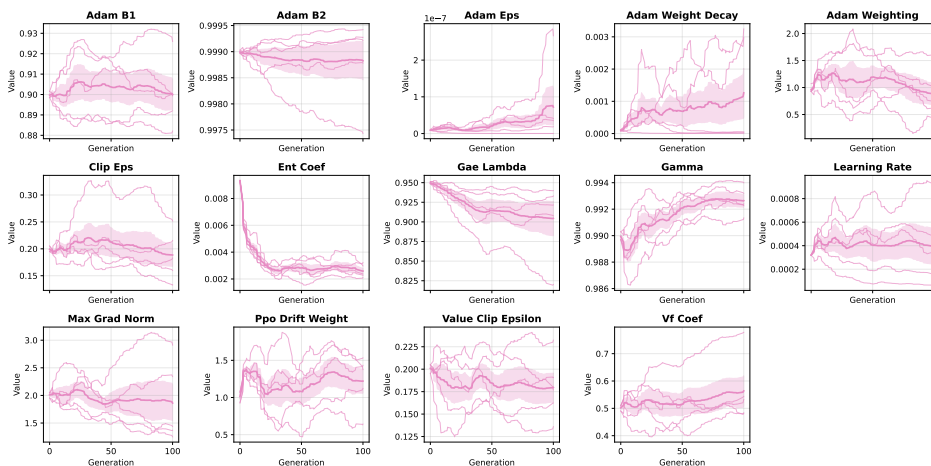 Adam B1 Adam B2 Adam Eps Adam Weight Decay Adam Weighting
1e−7
Value 0.93 0.92 0.91 0.90 0.89 0.88
Value 0.9995 0.9990 0.9985 0.9980 0.9975
Value 1 0
Value 0.003 0.002 0.001 0.000
Value 2.0 1.5 1.0 0.5
Generation Generation Generation Generation Generation
Clip Eps Ent Coef Gae Lambda Gamma Learning Rate
Value 0.30 0.25 0.20 0.15
Value 0.008 0.006 0.004 0.002
Value 0.950 0.925 0.900 0.875 0.850 0.825
Value 0.994 0.992 0.990 0.988 0.986
Value 0.0008 0.0006 0.0004 0.0002
Generation Generation Generation Generation Generation
Max Grad Norm Ppo Drift Weight Value Clip Epsilon Vf Coef
Value 3.0 2.5 2.0 1.5
Value 1.5 1.0 0.5
Value 0.225 0.200 0.175 0.150 0.125
Value 0.7 0.6 0.5 0.4
0 100 0 100 0 100 0 100
Generation Generation Generation Generation